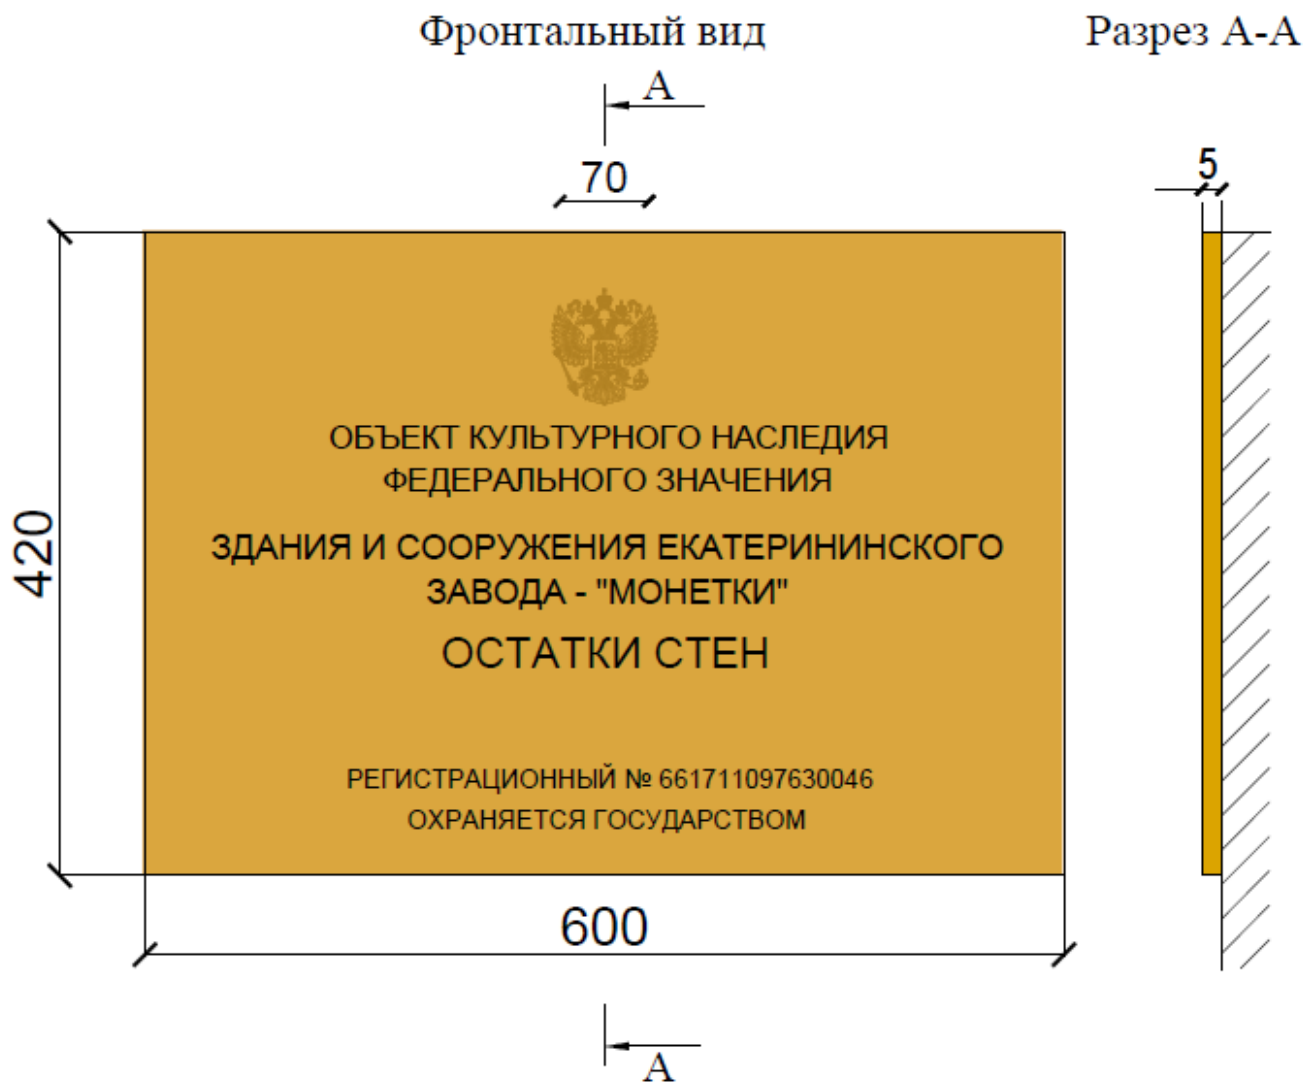 Фронтальный вид
Разрез А-А
А
70
5
420
ОБЪЕКТ КУЛЬТУРНОГО НАСЛЕДИЯ
ФЕДЕРАЛЬНОГО ЗНАЧЕНИЯ
ЗДАНИЯ И СООРУЖЕНИЯ ЕКАТЕРИНИНСКОГО
ЗАВОДА - "МОНЕТКИ"
ОСТАТКИ СТЕН
РЕГИСТРАЦИОННЫЙ № 661711097630046
ОХРАНЯЕТСЯ ГОСУДАРСТВОМ
600
А